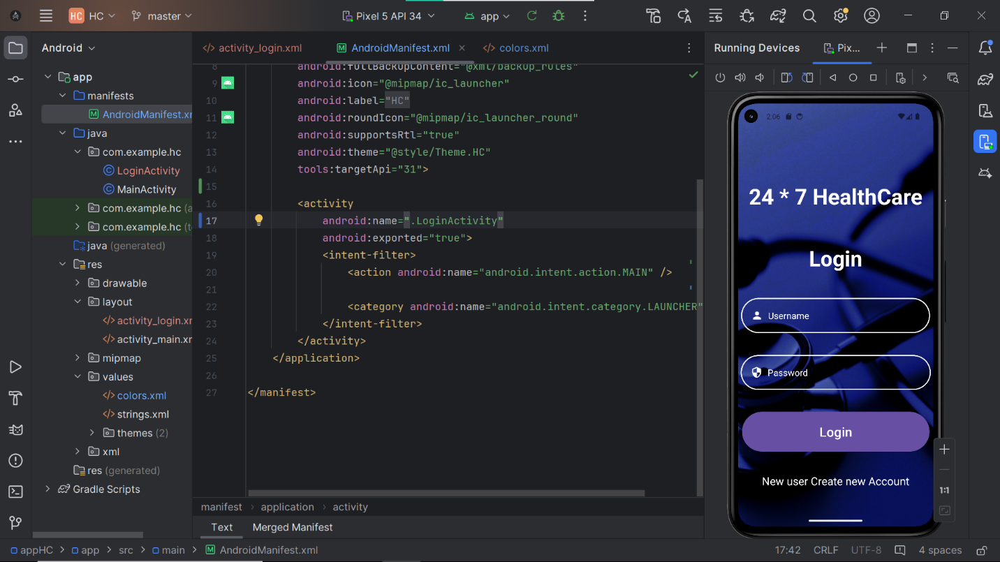 HC
master
Pixel 5 API 34
app
Android
app
manifests
AndroidManifest.xr
java
com.example.hc
LoginActivity
MainActivity
com.example.hc (a
com.example.hc (t
java (generated)
res
drawable
layout
activity_login.xr
activity_main.xr
mipmap
values
colors.xml
strings.xml
themes (2)
xml
res (generated)
Gradle Scripts
activity_login.xml
AndroidManifest.xml
colors.xml
8 android:fullBackupContent="@xml/backup_rules"
9 android:icon="@mipmap/ic_launcher"
10 android:label="HC"
11 android:roundIcon="@mipmap/ic_launcher_round"
12 android:supportsRtl="true"
13 android:theme="@style/Theme.HC"
14 tools:targetApi="31">
15
16 <activity
17 android:name=".LoginActivity"
18 android:exported="true">
19 <intent-filter>
20 <action android:name="android.intent.action.MAIN" />
21
22 <category android:name="android.intent.category.LAUNCHER"
23 </intent-filter>
24 </activity>
25 </application>
26
27 </manifest>
manifest > application > activity
Text Merged Manifest
Running Devices
Pix...
2:06
24 * 7 HealthCare
Login
Username
Password
Login
New user Create new Account
1:1
appHC > app > src > main > AndroidManifest.xml
17:42 CRLF UTF-8 4 spaces